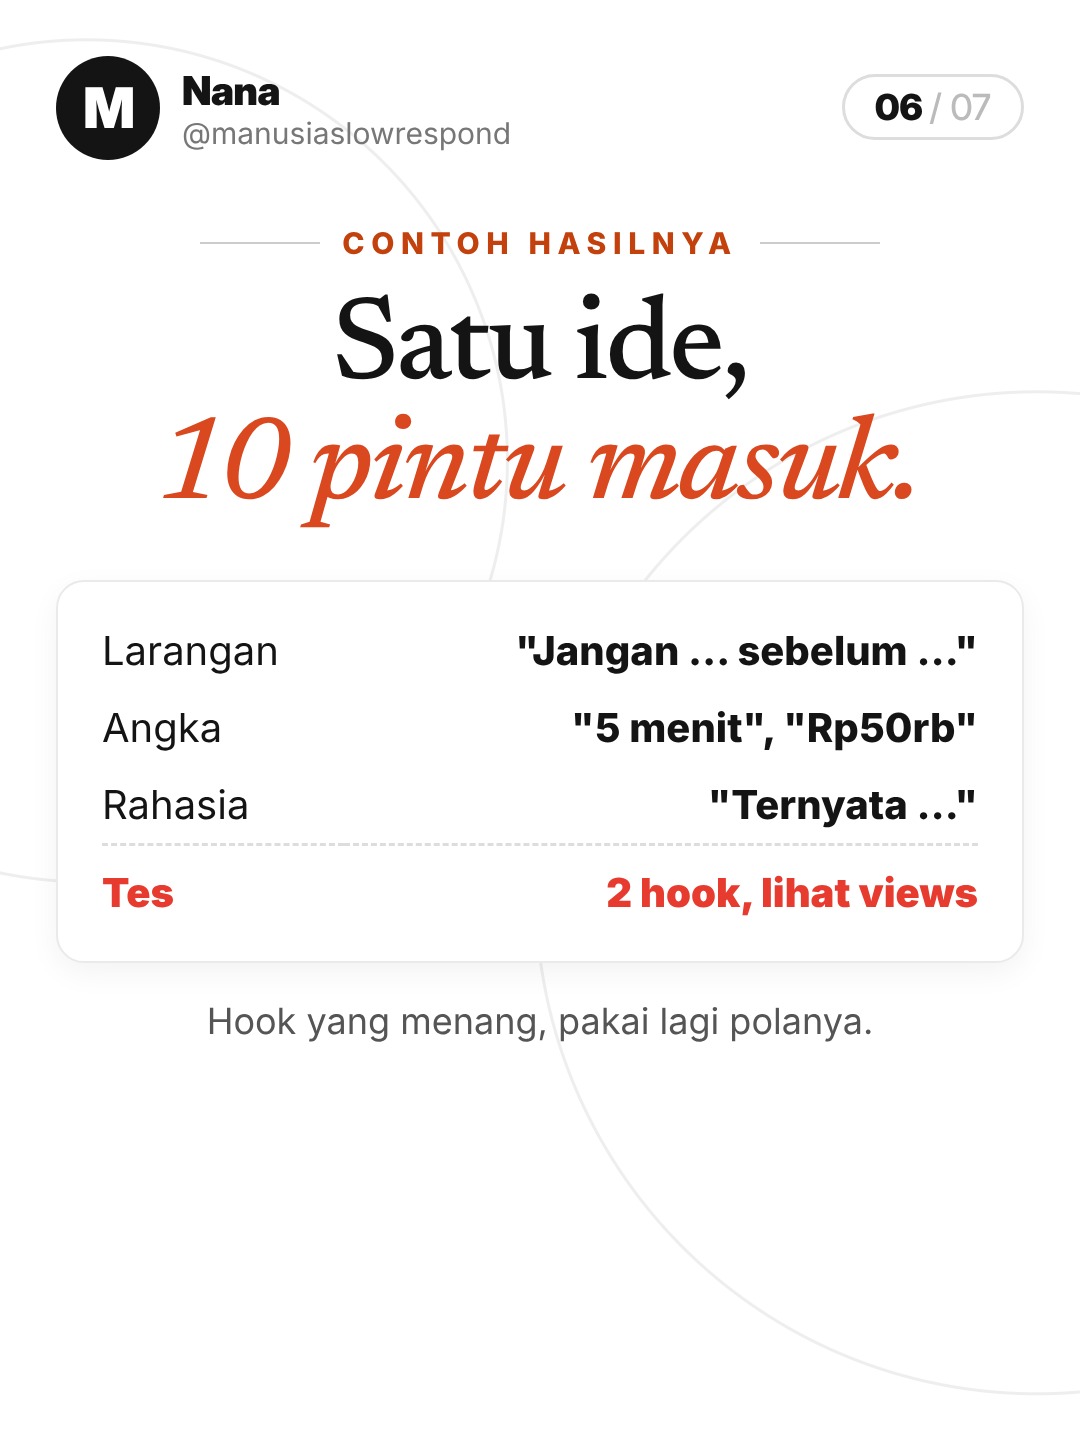 M
Nana
@manusiaslowrespond
06 / 07
CONTOH HASILNYA
Satu ide,
10 pintu masuk.
Larangan "Jangan ... sebelum ..."
Angka "5 menit", "Rp50rb"
Rahasia "Ternyata ..."
Tes 2 hook, lihat views
Hook yang menang, pakai lagi polanya.